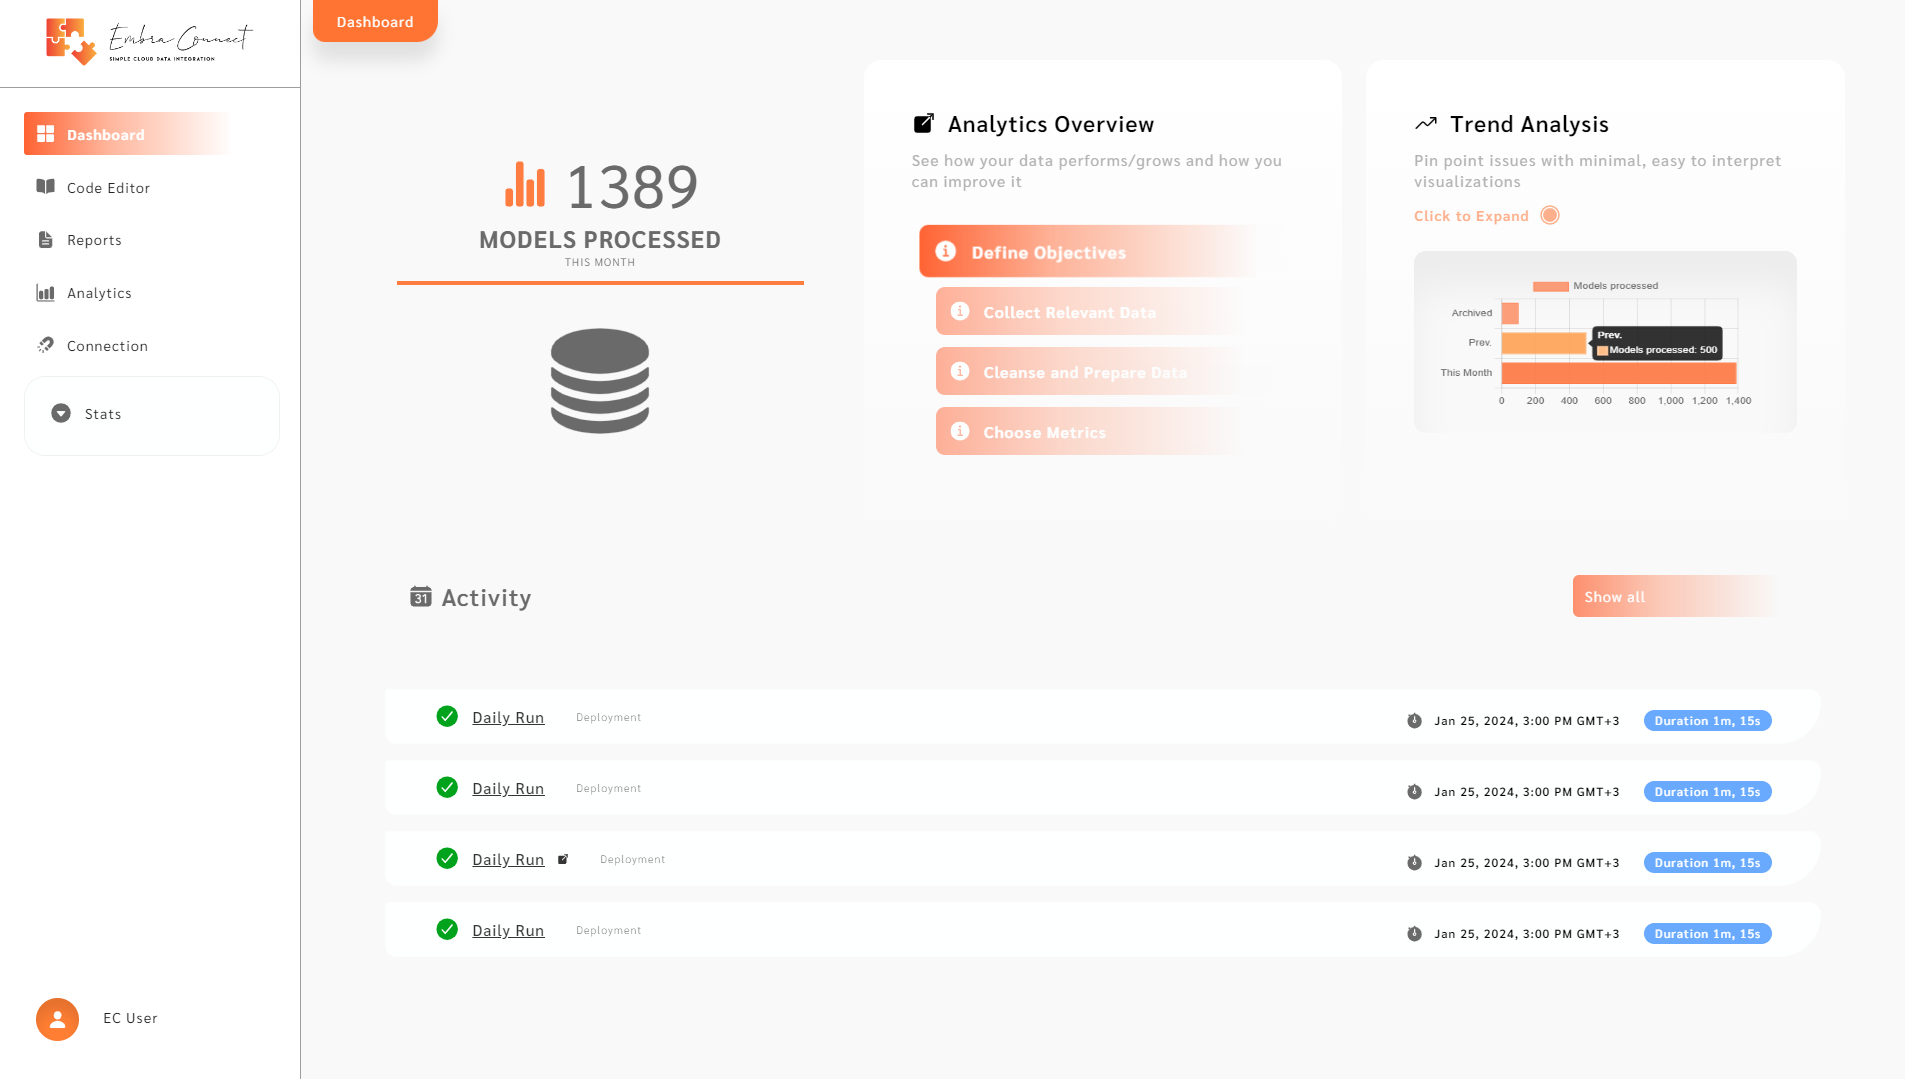 Embra Connect
SIMPLE CLOUD DATA INTEGRATION
Dashboard
Code Editor
Reports
Analytics
Connection
Stats
EC User
Dashboard
1389
MODELS PROCESSED
THIS MONTH
Analytics Overview
See how your data performs/grows and how you
can improve it
Define Objectives
Collect Relevant Data
Cleanse and Prepare Data
Choose Metrics
Trend Analysis
Pin point issues with minimal, easy to interpret
visualizations
Click to Expand
Models processed
Archived
Prev.
This Month
Prev.
Models processed: 500
0 200 400 600 800 1,000 1,200 1,400
31 Activity
Show all
Daily Run Deployment Jan 25, 2024, 3:00 PM GMT+3 Duration 1m, 15s
Daily Run Deployment Jan 25, 2024, 3:00 PM GMT+3 Duration 1m, 15s
Daily Run Deployment Jan 25, 2024, 3:00 PM GMT+3 Duration 1m, 15s
Daily Run Deployment Jan 25, 2024, 3:00 PM GMT+3 Duration 1m, 15s